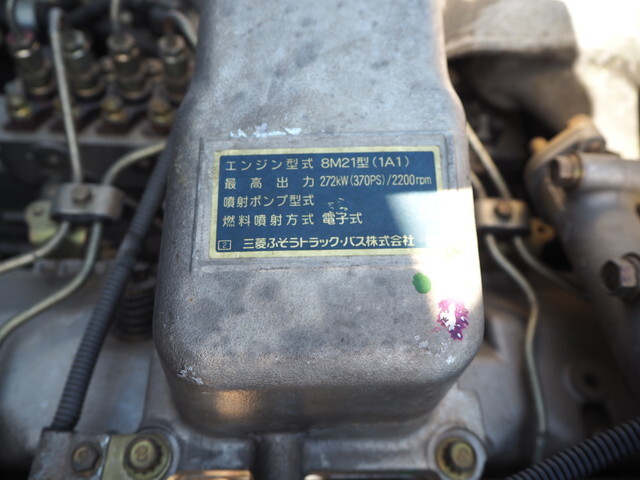 エンジン型式 8M21型(1A1)
最高出力 272kW(370PS)/2200rpm
噴射ポンプ型式
燃料噴射方式 電子式
三菱ふそうトラック・バス株式会社
8